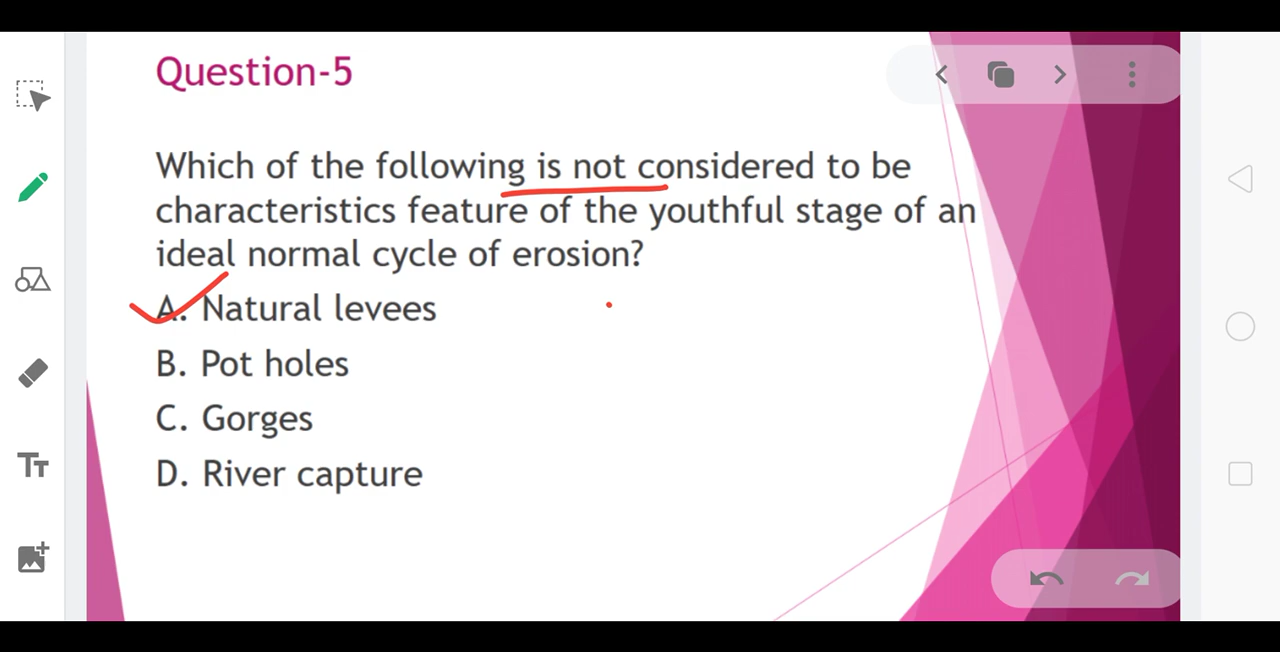 Question-5
Which of the following is not considered to be
characteristics feature of the youthful stage of an
ideal normal cycle of erosion?
A. Natural levees
B. Pot holes
C. Gorges
D. River capture
TT